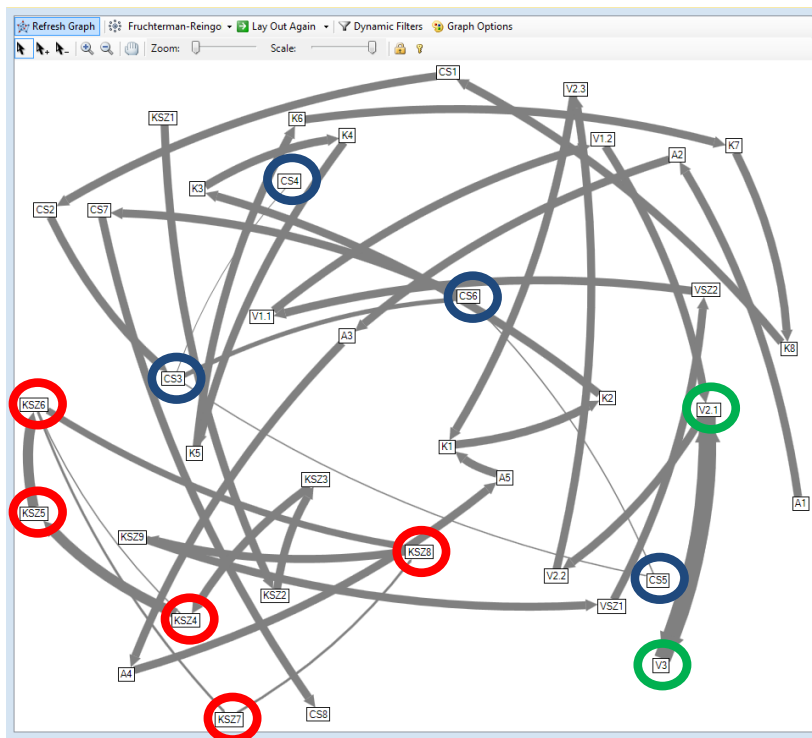 Refresh Graph Fruchterman-Reingo Lay Out Again Dynamic Filters Graph Options
Zoom: Scale:
CS1
V2.3
KSZ1
K6
K4
V1.2
K7
A2
CS4
K3
CS2
CS7
VSZ2
CS6
V1.1
A3
K8
CS3
K2
KSZ6
V2.1
K1
K5
A5
KSZ3
A1
KSZ5
KSZ9
KSZ8
V2.2
CS5
KSZ2
VSZ1
KSZ4
V3
A4
CS8
KSZ7